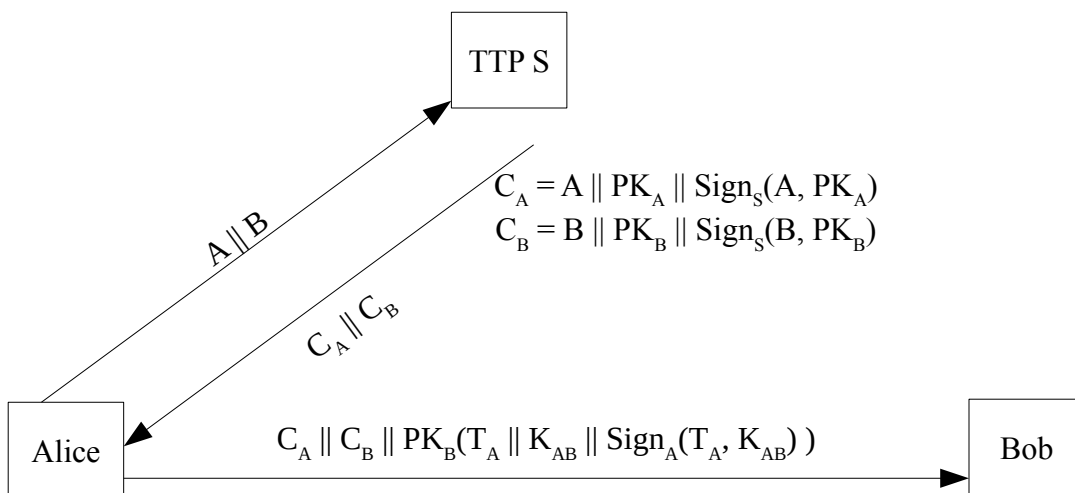 TTP S
C_A = A || PK_A || Sign_S(A, PK_A)
C_B = B || PK_B || Sign_S(B, PK_B)
A || B
C_A || C_B
Alice
C_A || C_B || PK_B(T_A || K_AB || Sign_A(T_A, K_AB) )
Bob